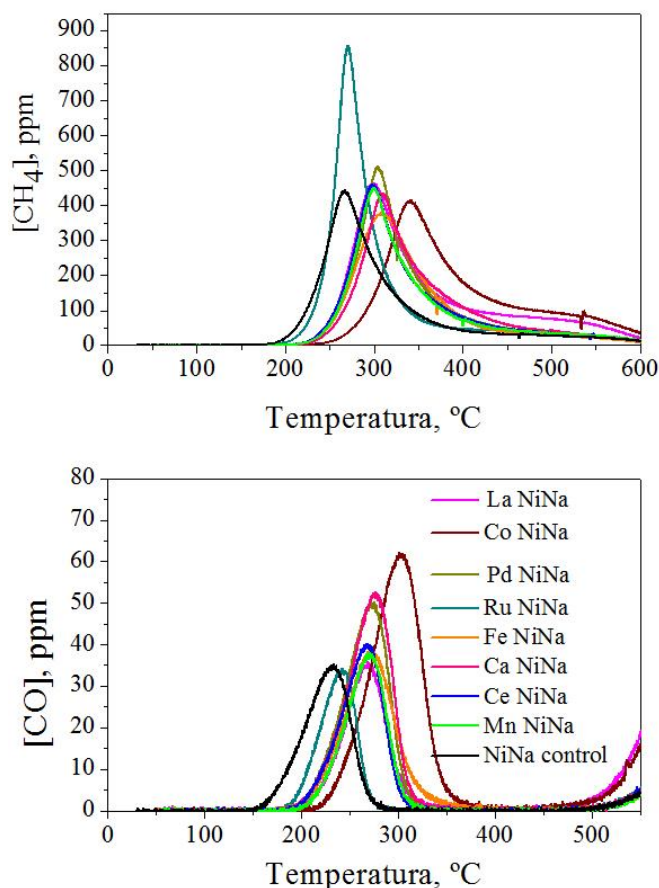 900
800
700
600
500
400
300
200
100
0
[CH4], ppm
0 100 200 300 400 500 600
Temperatura, ºC
80
70
60
50
40
30
20
10
0
[CO], ppm
La NiNa
Co NiNa
Pd NiNa
Ru NiNa
Fe NiNa
Ca NiNa
Ce NiNa
Mn NiNa
NiNa control
0 100 200 300 400 500
Temperatura, ºC